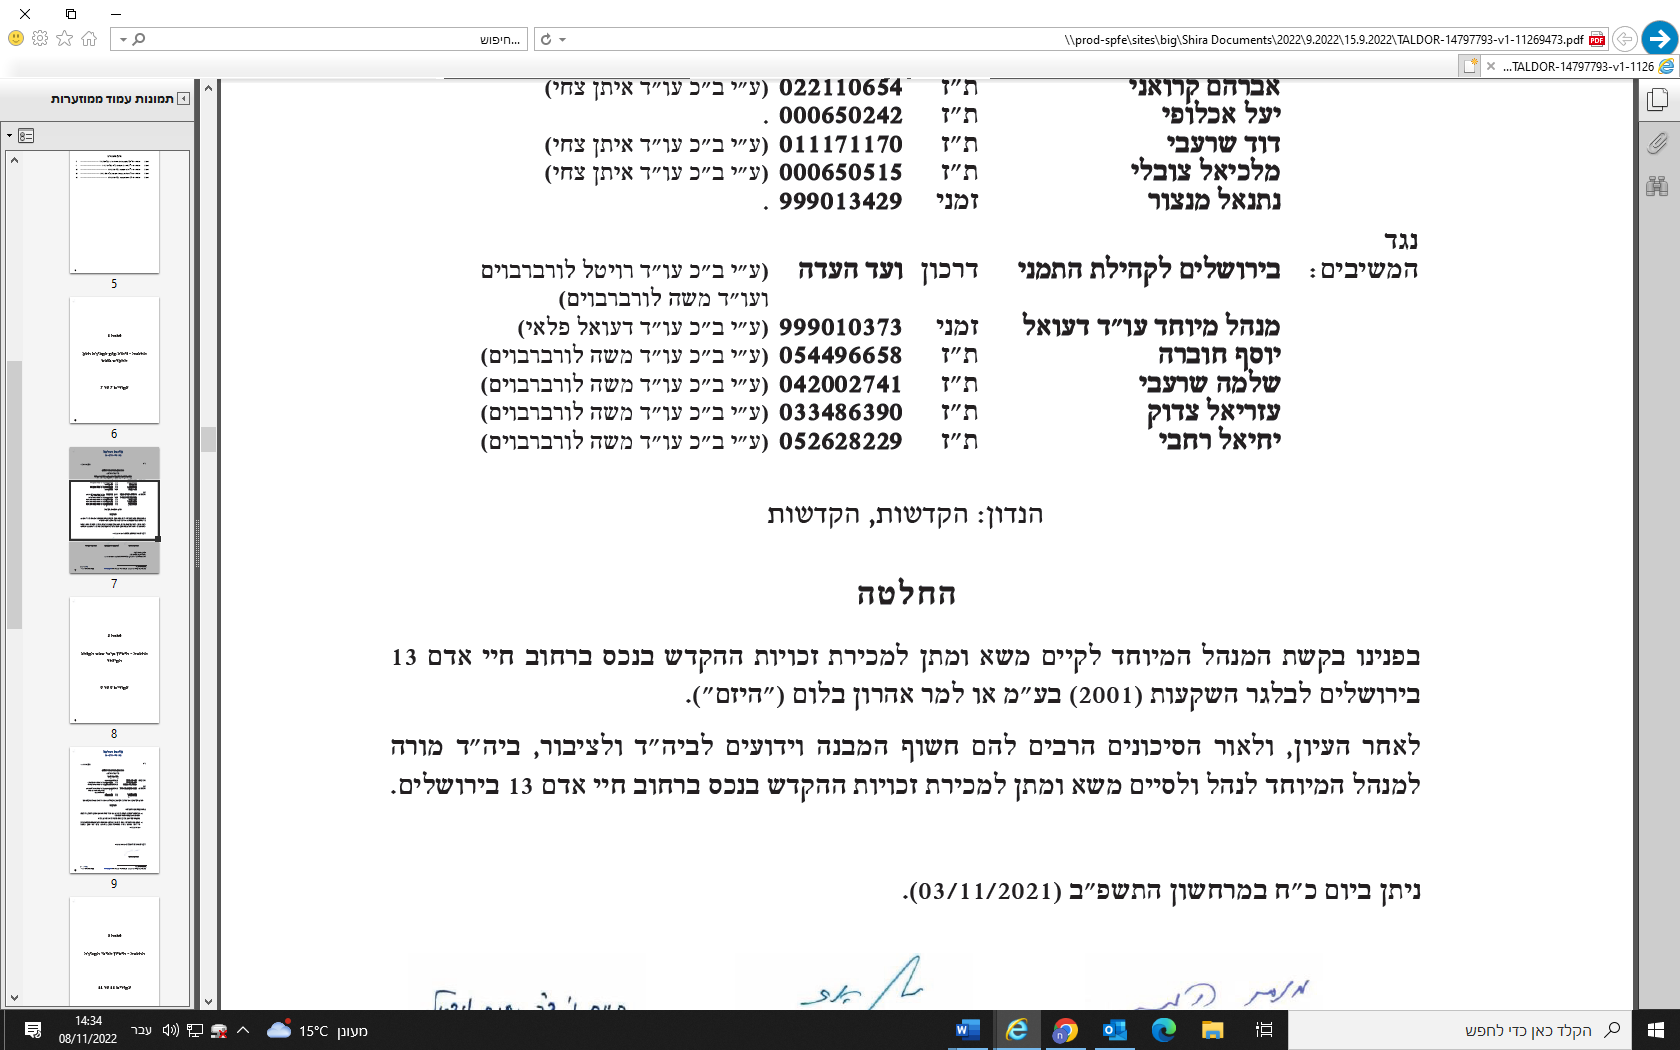 \\prod-spfe\sites\big\Shira Documents\2022\9.2022\15.9.2022\TALDOR-14797793-v1-11269473.pdf
חיפוש...
TALDOR-14797793-v1-1126...
תמונות עמוד ממוזערות
5
6
7
8
9
אברהם קרואני ת"ז 022110654 (ע"י ב"כ עו"ד איתן צחי)
יעל אכלופי ת"ז 000650242 .
דוד שרעבי ת"ז 011171170 (ע"י ב"כ עו"ד איתן צחי)
מלכיאל צובלי ת"ז 000650515 (ע"י ב"כ עו"ד איתן צחי)
נתנאל מנצור זמני 999013429 .
נגד
המשיבים: בירושלים לקהילת התמני דרכון ועד העדה (ע"י ב"כ עו"ד רויטל לורברבוים
ועו"ד משה לורברבוים)
מנהל מיוחד עו"ד דעואל זמני 999010373 (ע"י ב"כ עו"ד דעואל פלאי)
יוסף חוברה ת"ז 054496658 (ע"י ב"כ עו"ד משה לורברבוים)
שלמה שרעבי ת"ז 042002741 (ע"י ב"כ עו"ד משה לורברבוים)
עזריאל צדוק ת"ז 033486390 (ע"י ב"כ עו"ד משה לורברבוים)
יחיאל רחבי ת"ז 052628229 (ע"י ב"כ עו"ד משה לורברבוים)
הנדון: הקדשות, הקדשות
החלטה
בפנינו בקשת המנהל המיוחד לקיים משא ומתן למכירת זכויות ההקדש בנכס ברחוב חיי אדם 13
בירושלים לבלגר השקעות (2001) בע"מ או למר אהרון בלום ("היזם").
לאחר העיון, ולאור הסיכונים הרבים להם חשוף המבנה וידועים לביה"ד ולציבור, ביה"ד מורה
למנהל המיוחד לנהל ולסיים משא ומתן למכירת זכויות ההקדש בנכס ברחוב חיי אדם 13 בירושלים.
ניתן ביום כ"ח במרחשון התשפ"ב (03/11/2021).
הקלד כאן כדי לחפש
מעונן 15°C
עבר
14:34
08/11/2022